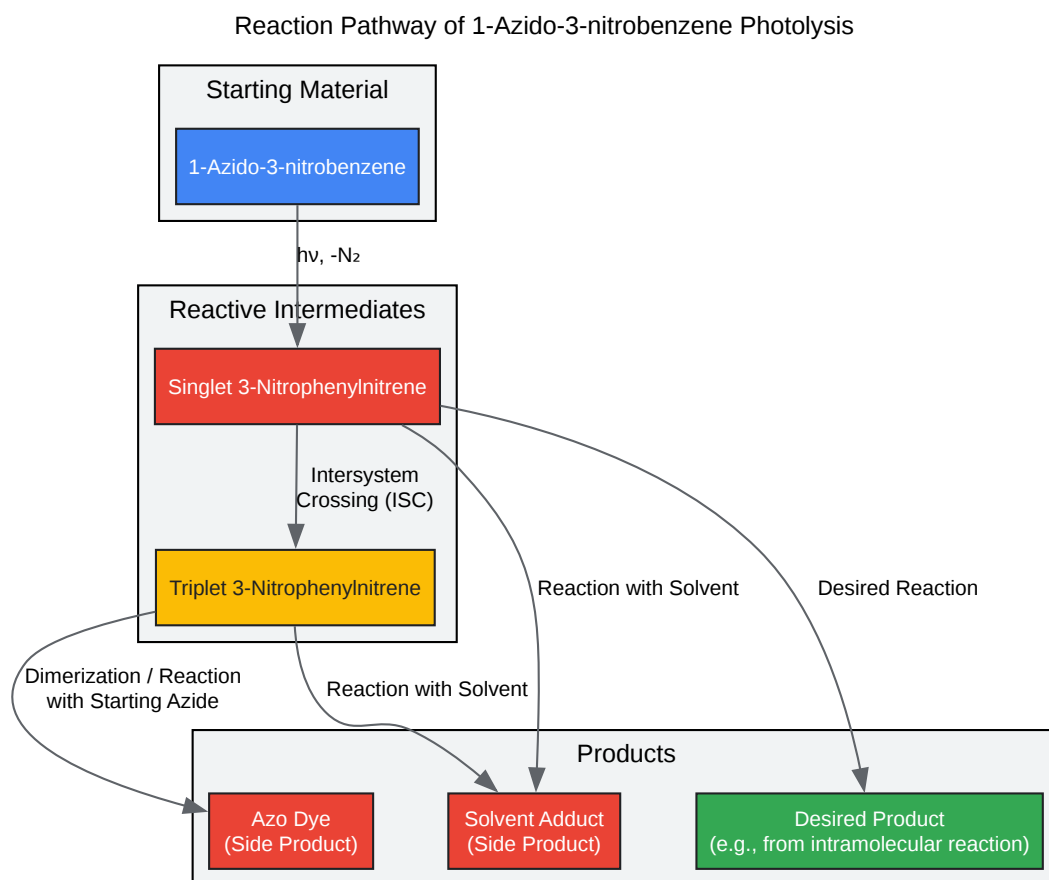 Reaction Pathway of 1-Azido-3-nitrobenzene Photolysis
Starting Material
1-Azido-3-nitrobenzene
hν, -N₂
Reactive Intermediates
Singlet 3-Nitrophenylnitrene
Intersystem
Crossing (ISC)
Triplet 3-Nitrophenylnitrene
Reaction with Solvent
Desired Reaction
Dimerization / Reaction
with Starting Azide
Reaction with Solvent
Products
Azo Dye
(Side Product)
Solvent Adduct
(Side Product)
Desired Product
(e.g., from intramolecular reaction)